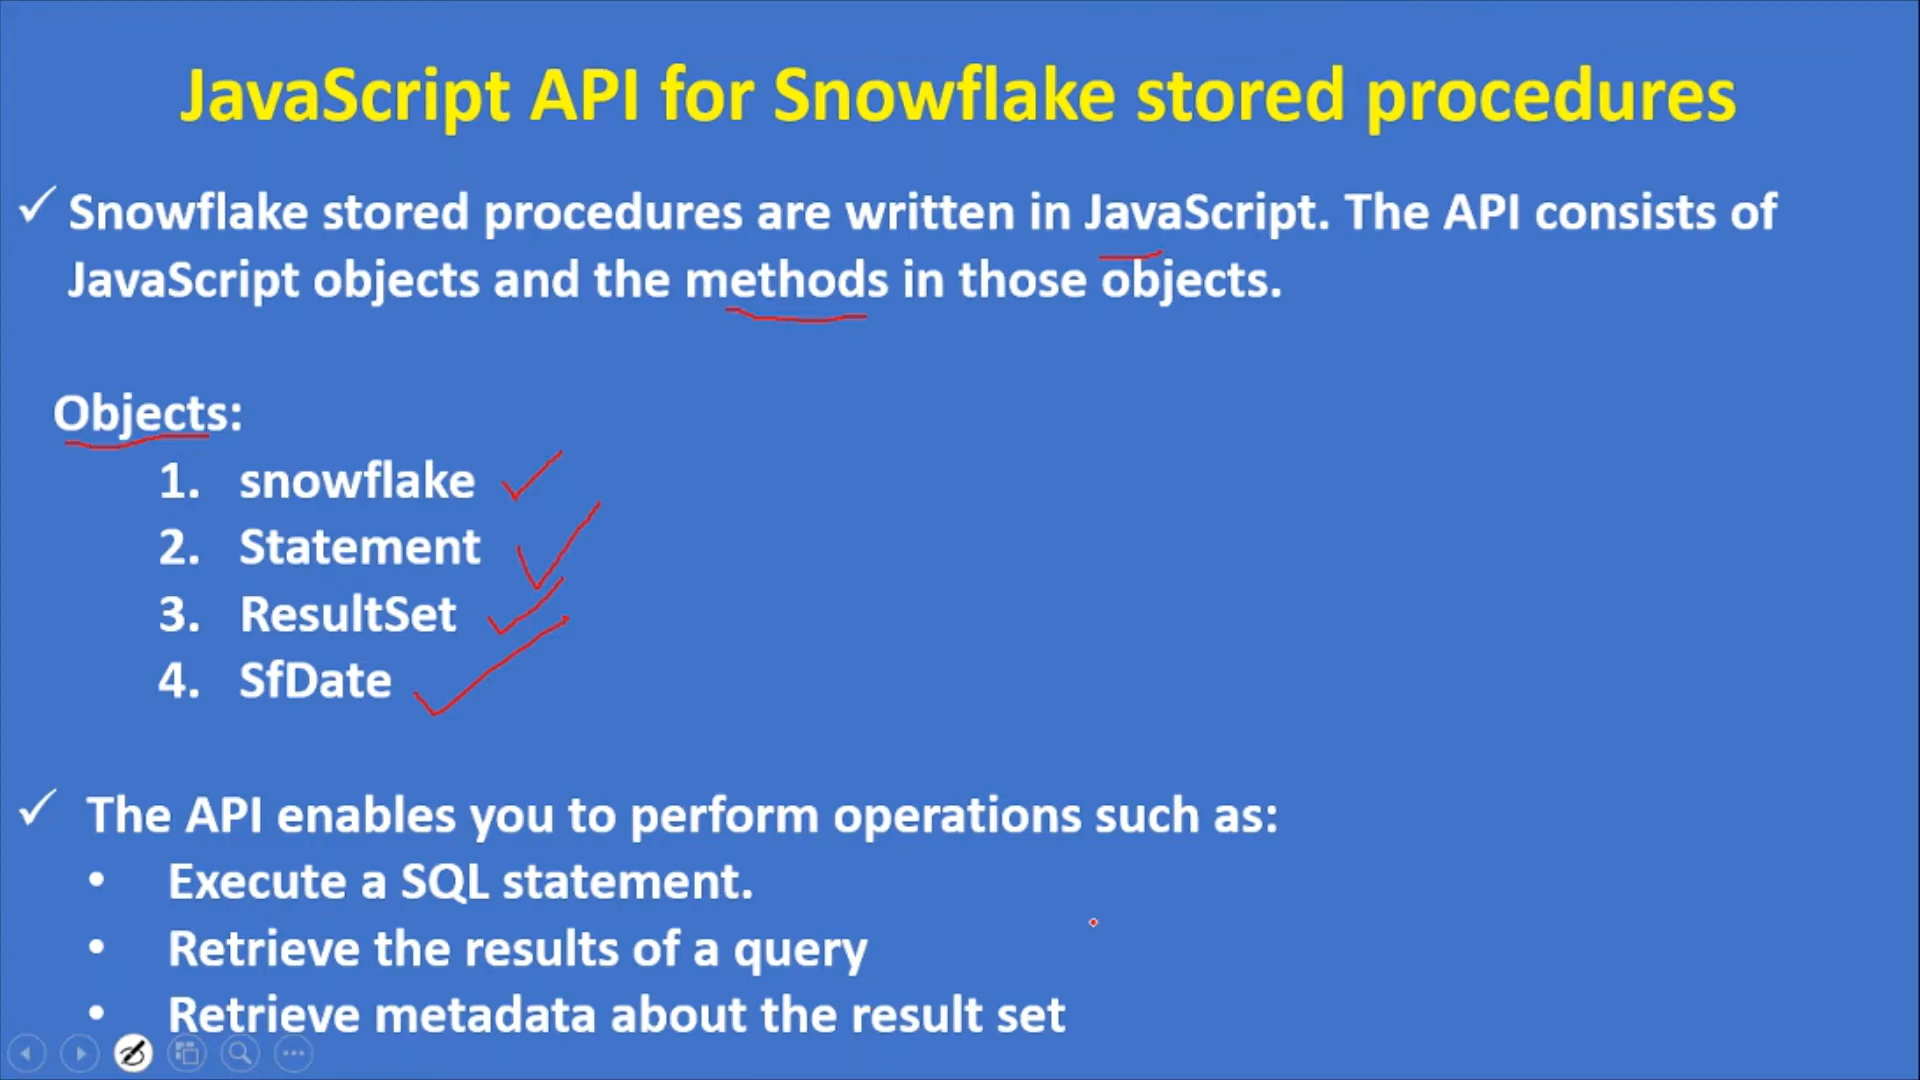 JavaScript API for Snowflake stored procedures
✓ Snowflake stored procedures are written in JavaScript. The API consists of
JavaScript objects and the methods in those objects.
Objects:
1. snowflake
2. Statement
3. ResultSet
4. SfDate
✓ The API enables you to perform operations such as:
• Execute a SQL statement.
• Retrieve the results of a query
• Retrieve metadata about the result set